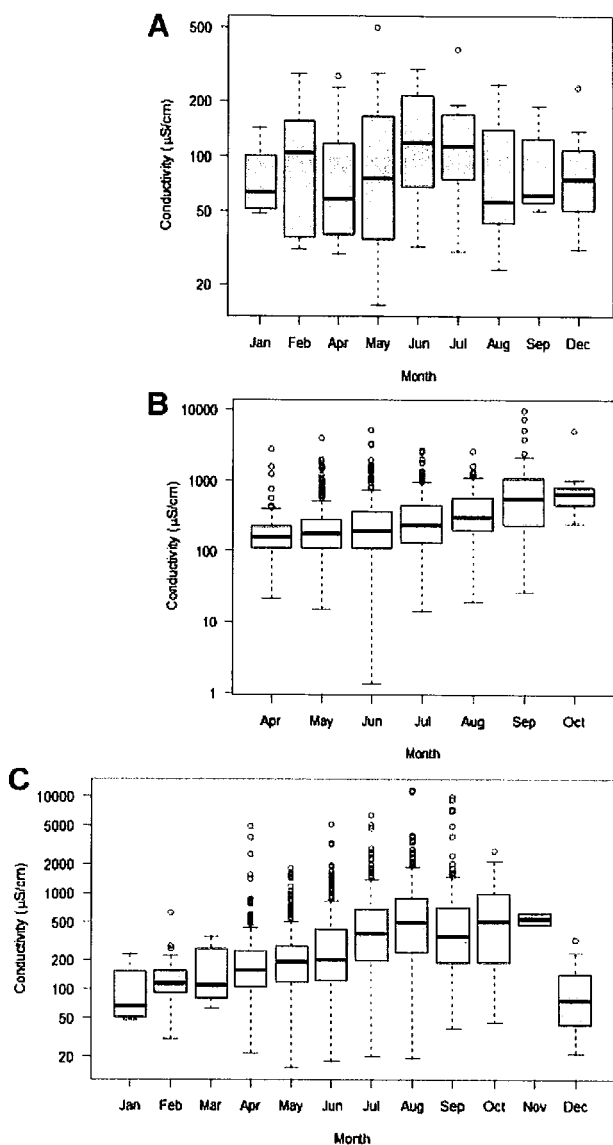 A
Conductivity (µS/cm)
500
200
100
50
20
Jan Feb Apr May Jun Jul Aug Sep Dec
Month
B
Conductivity (µS/cm)
10000
1000
100
10
1
Apr May Jun Jul Aug Sep Oct
Month
C
Conductivity (µS/cm)
10000
5000
2000
1000
500
200
100
50
20
Jan Feb Mar Apr May Jun Jul Aug Sep Oct Nov Dec
Month